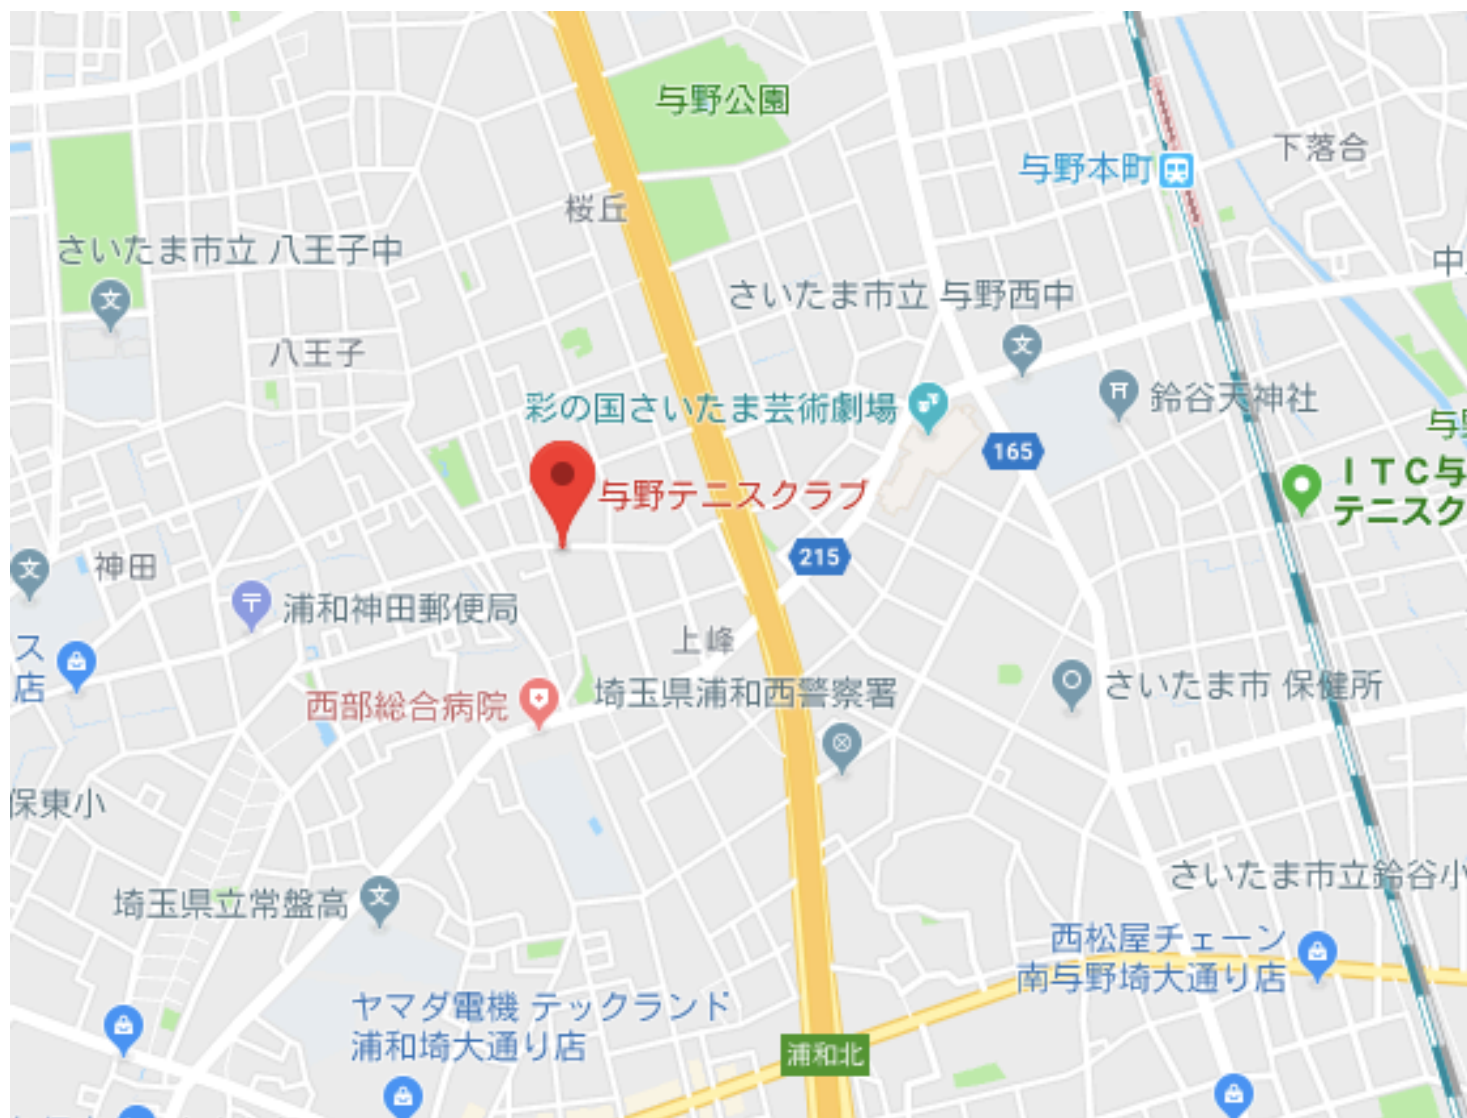 与野公園
下落合
与野本町
桜丘
さいたま市立 八王子中
文
中
さいたま市立 与野西中
文
八王子
鈴谷天神社
彩の国さいたま芸術劇場
与
165
ITC与
テニスク
与野テニスクラブ
215
文
神田
〒
浦和神田郵便局
上峰
ス
店
埼玉県浦和西警察署
さいたま市 保健所
西部総合病院
保東小
さいたま市立鈴谷小
埼玉県立常盤高
文
西松屋チェーン
南与野埼大通り店
ヤマダ電機 テックランド
浦和埼大通り店
浦和北